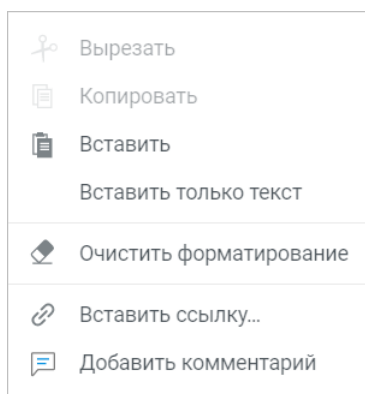 Вырезать
Копировать
Вставить
Вставить только текст
Очистить форматирование
Вставить ссылку...
Добавить комментарий